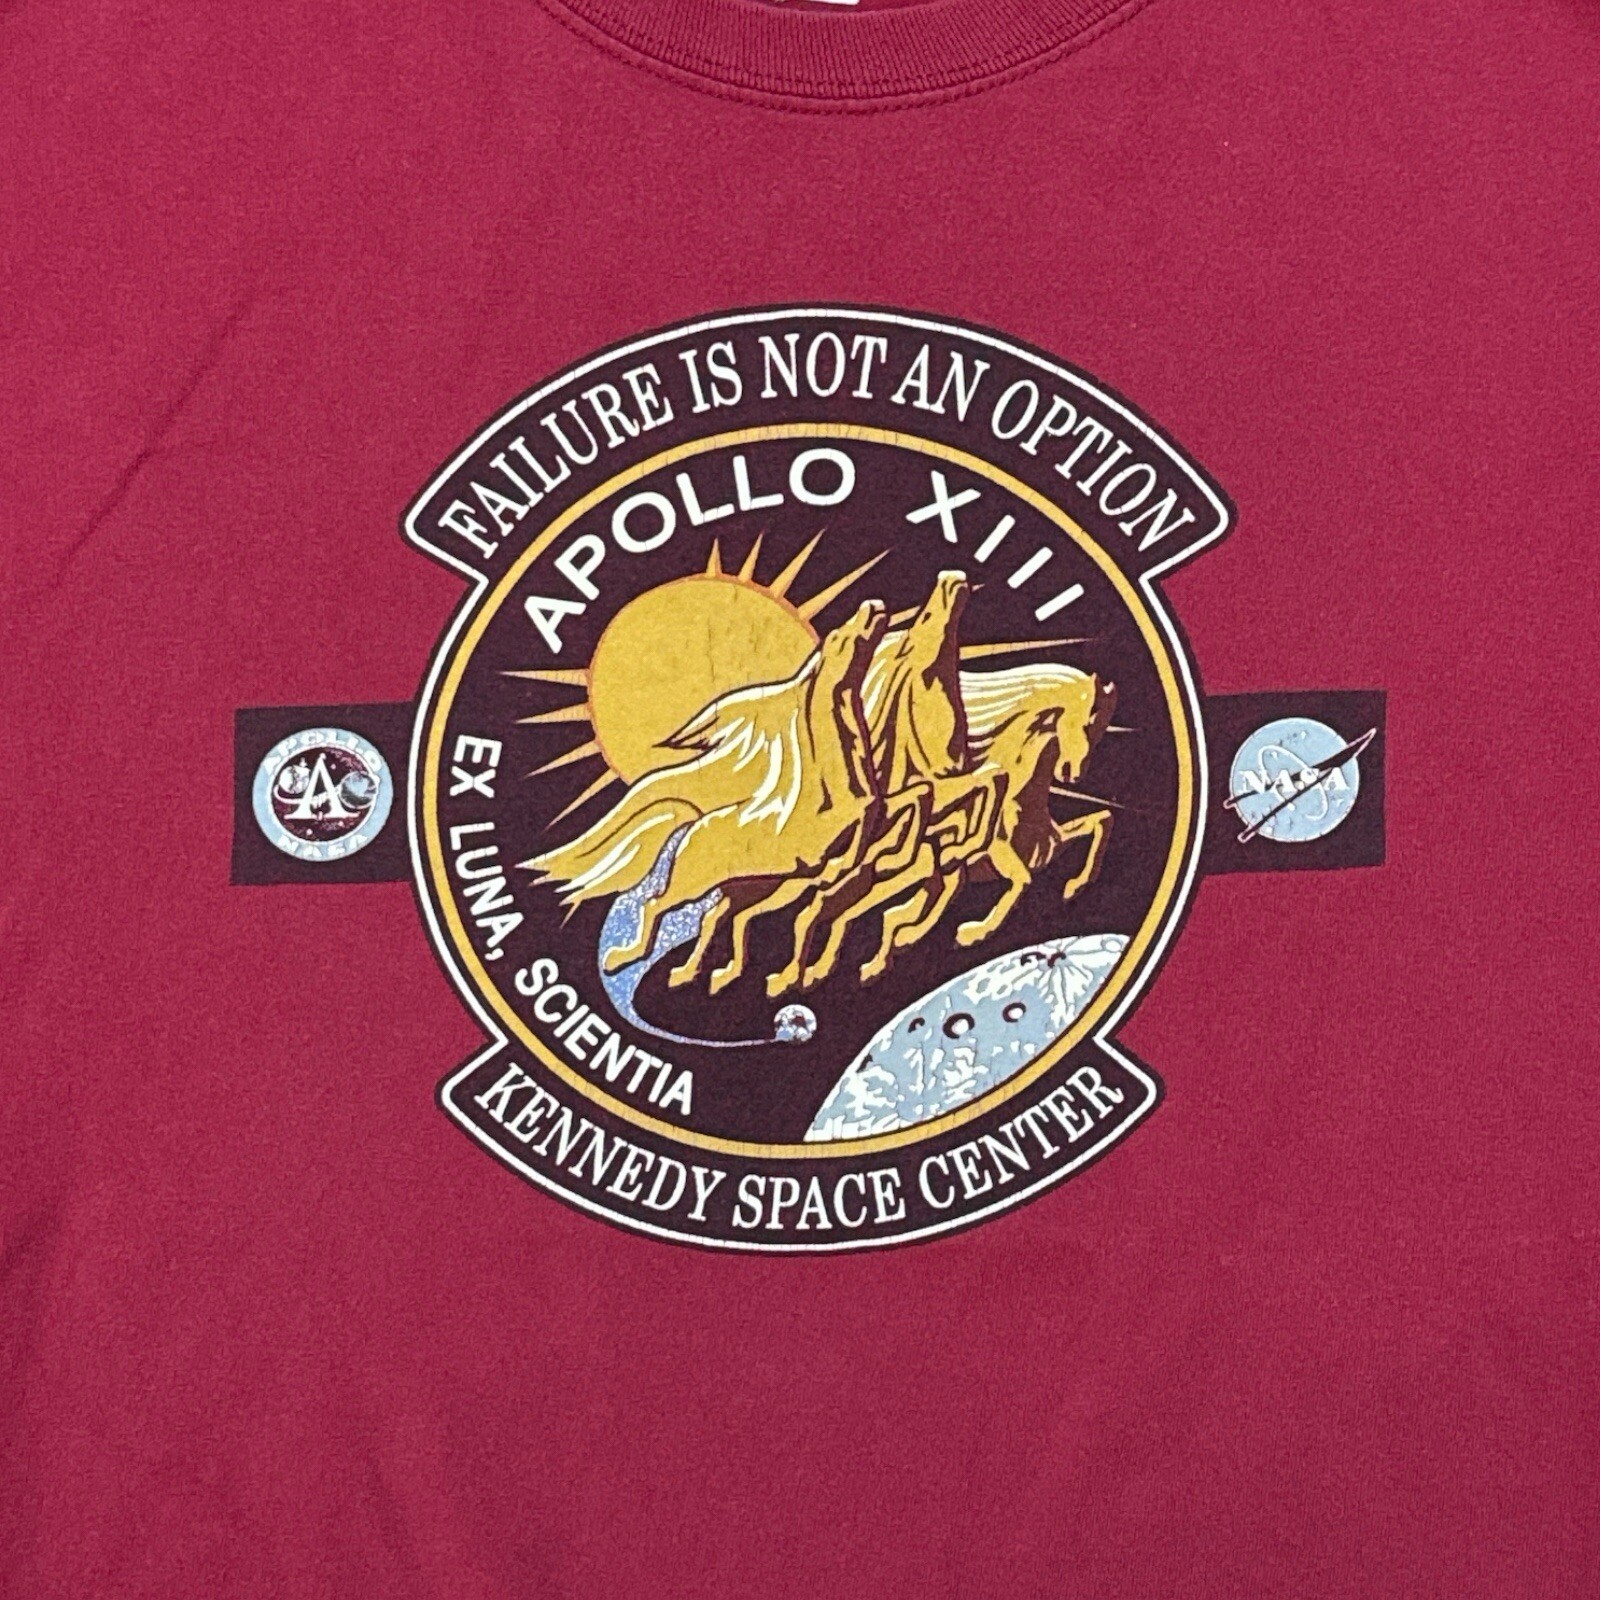 FAILURE IS NOT AN OPTION
APOLLO XIII
EX LUNA, SCIENTIA
APOLLO
A
NASA
NASA
KENNEDY SPACE CENTER